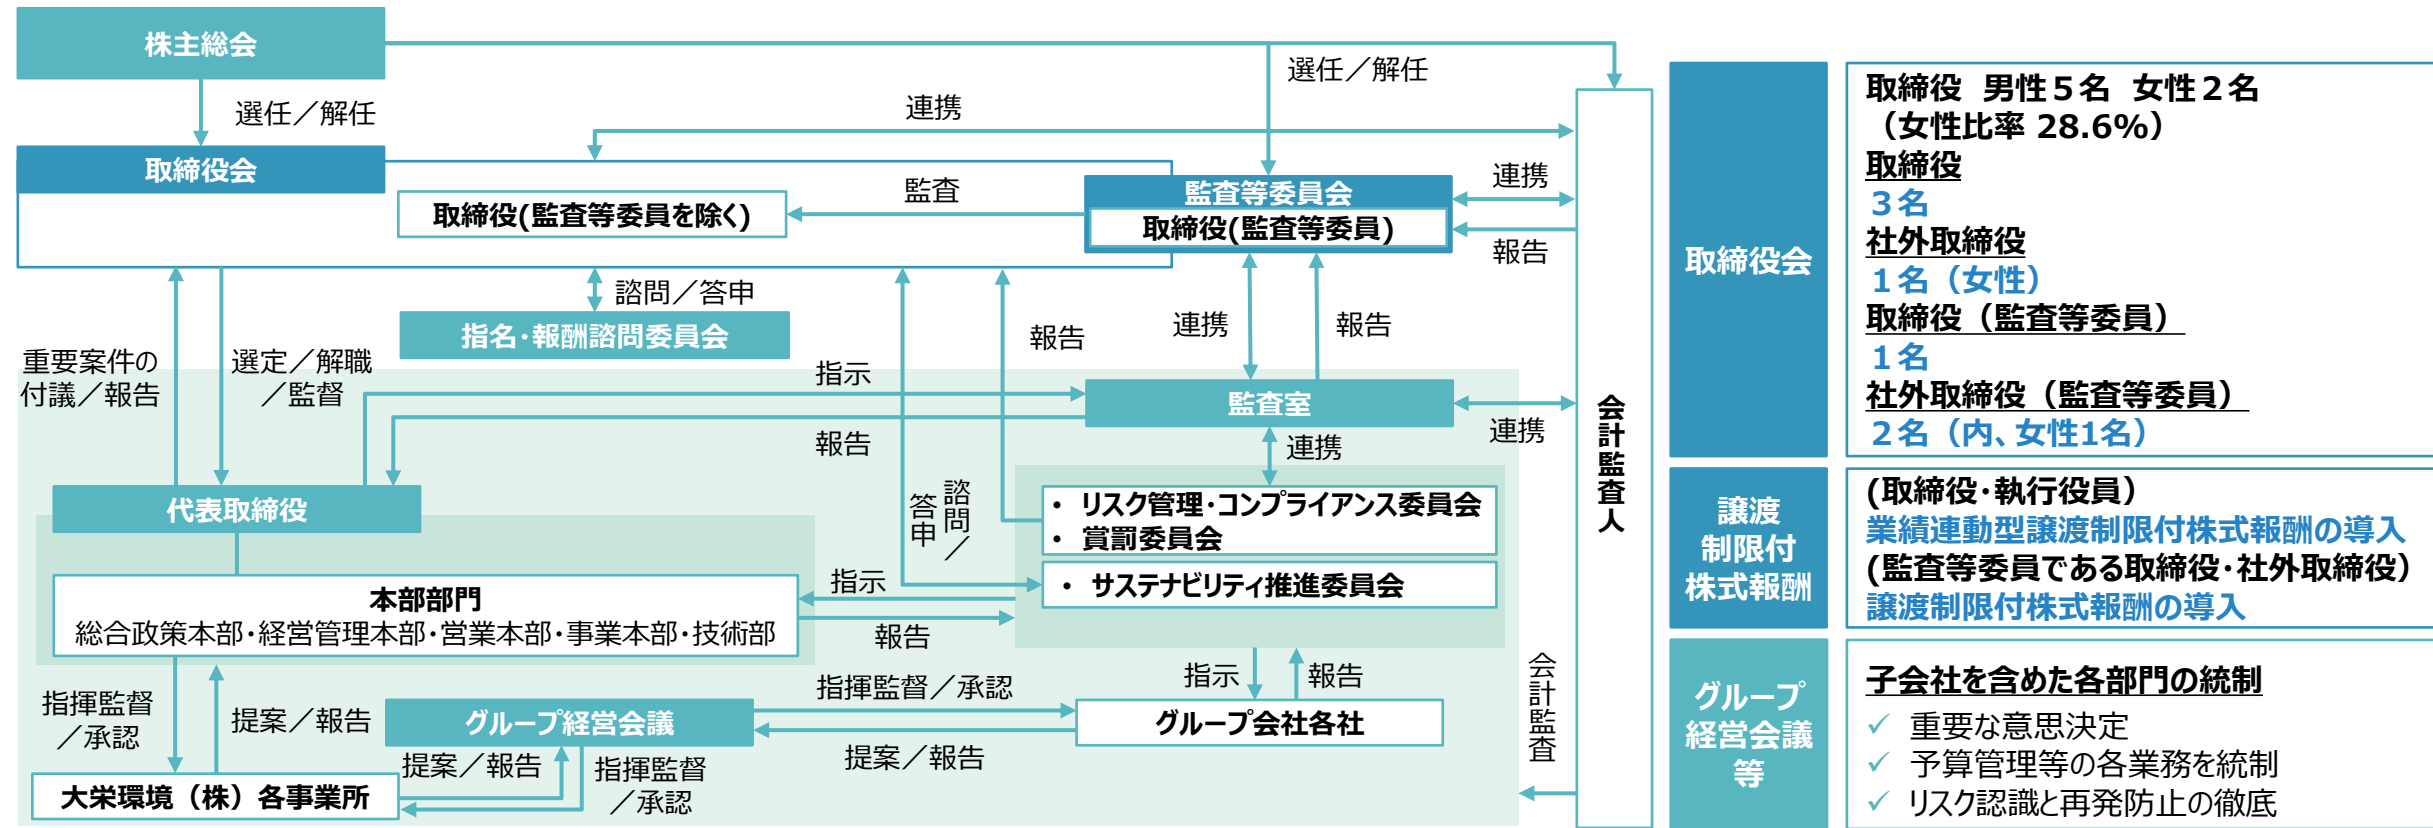 株主総会
選任／解任
選任／解任
連携
取締役会
監査
取締役(監査等委員を除く)
監査等委員会
取締役(監査等委員)
連携
報告
諮問／答申
指名・報酬諮問委員会
重要案件の
付議／報告
選定／解職
／監督
報告
連携
報告
指示
監査室
報告
連携
連携
会計監査人
代表取締役
諮問／
答申
・ リスク管理・コンプライアンス委員会
・ 賞罰委員会
・ サステナビリティ推進委員会
本部部門
総合政策本部・経営管理本部・営業本部・事業本部・技術部
指示
報告
指揮監督
／承認
提案／報告
グループ経営会議
指揮監督／承認
提案／報告
指示
報告
グループ会社各社
会計監査
提案／報告
指揮監督
／承認
大栄環境（株）各事業所
取締役会
取締役 男性５名 女性２名
（女性比率 28.6%）
取締役
３名
社外取締役
１名（女性）
取締役（監査等委員）
１名
社外取締役（監査等委員）
２名（内、女性1名）
譲渡
制限付
株式報酬
(取締役・執行役員）
業績連動型譲渡制限付株式報酬の導入
(監査等委員である取締役・社外取締役）
譲渡制限付株式報酬の導入
グループ
経営会議
等
子会社を含めた各部門の統制
✓ 重要な意思決定
✓ 予算管理等の各業務を統制
✓ リスク認識と再発防止の徹底